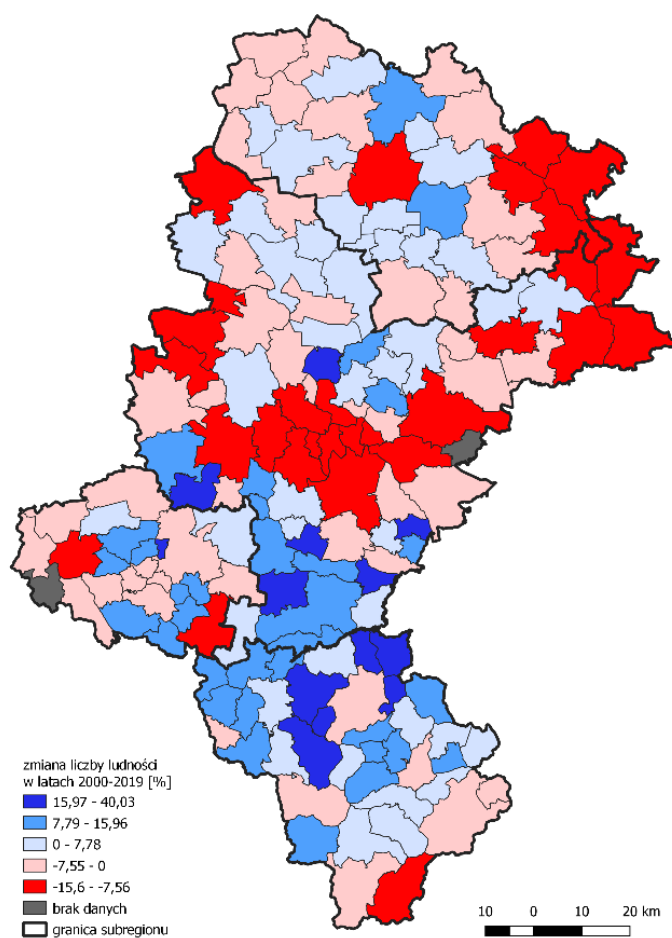 zmiana liczby ludności
w latach 2000-2019 [%]
15,97 - 40,03
7,79 - 15,96
0 - 7,78
-7,55 - 0
-15,6 - -7,56
brak danych
granica subregionu
10 0 10 20 km